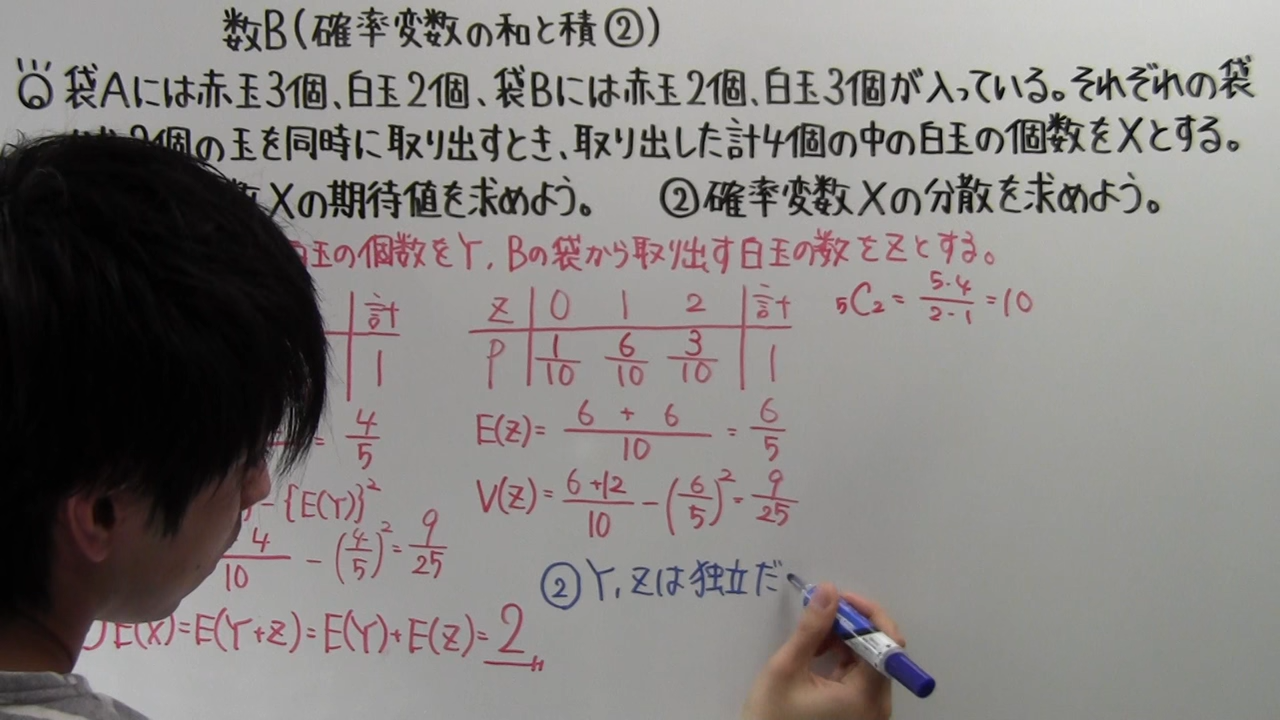 数B(確率変数の和と積②)
袋Aには赤玉3個、白玉2個、袋Bには赤玉2個、白玉3個が入っている。それぞれの袋
2個の玉を同時に取り出すとき、取り出した計4個の中の白玉の個数をXとする。
数Xの期待値を求めよう。 ②確率変数Xの分散を求めよう。
白玉の個数をY, Bの袋から取り出す白玉の数をZとする。
計
1
Z 0 1 2 計
P 1/10 6/10 3/10 1
5C2 = 5・4/2・1 = 10
= 4/5
E(Z)= 6 + 6/10 = 6/5
-{E(Y)}²
V(Z)= 6+12/10 -(6/5)²= 9/25
4/10 -(4/5)²= 9/25
②Y, Zは独立だ
E(X)=E(Y+Z)=E(Y)+E(Z)=2